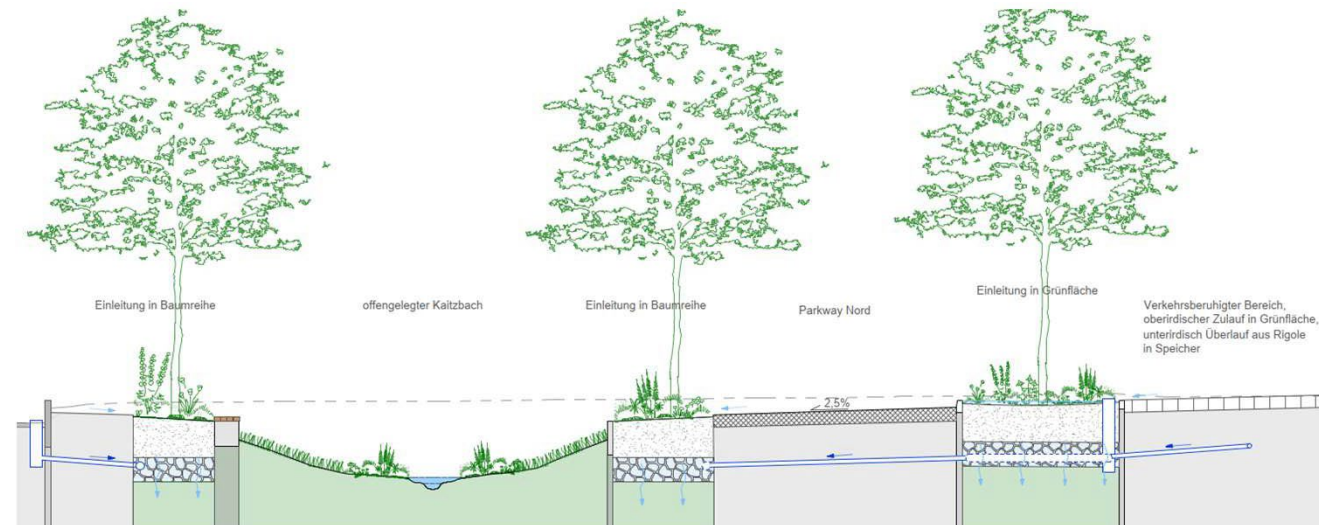 Einleitung in Baumreihe
offengelegter Kaitzbach
Einleitung in Baumreihe
Parkway Nord
Einleitung in Grünfläche
Verkehrsberuhigter Bereich,
oberirdischer Zulauf in Grünfläche,
unterirdisch Überlauf aus Rigole
in Speicher
2,5%